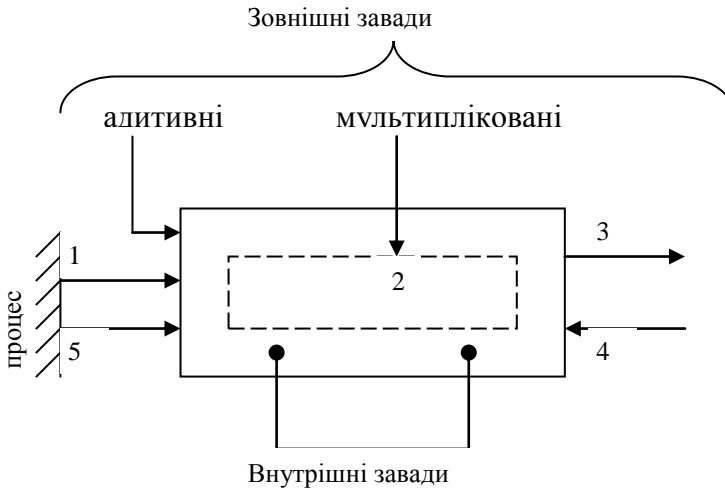 Зовнішні завади
адитивні мультипліковані
1
3
2
процес
5
4
Внутрішні завади